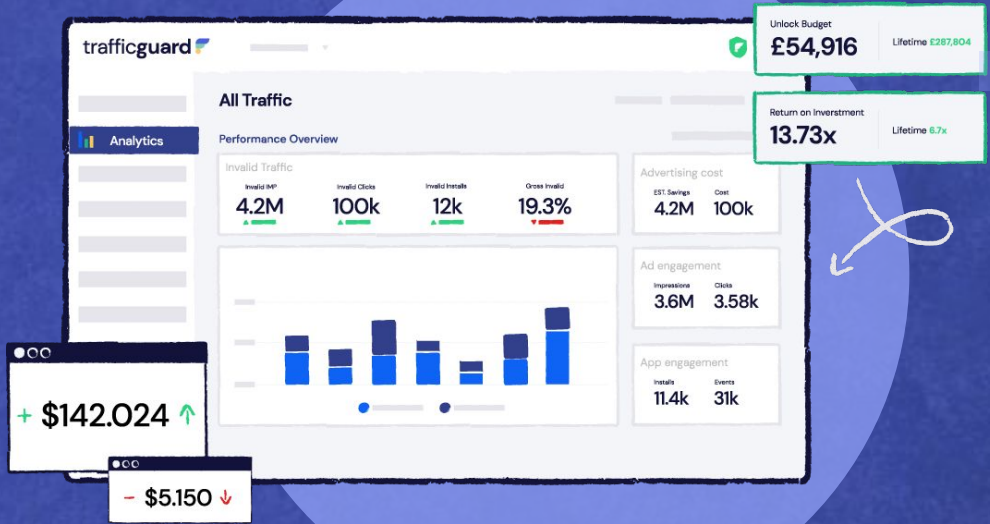 trafficguard
Unlock Budget
£54,916
Lifetime £287,804
Return on Inverstment
13.73x
Lifetime 6.7x
All Traffic
Analytics
Performance Overview
Invalid Traffic
Invalid IMP
Invalid Clicks
Invalid Installs
Gross Invalid
4.2M
100k
12k
19.3%
Advertising cost
EST. Savings
Cost
4.2M
100k
Ad engagement
Impressions
Clicks
3.6M
3.58k
App engagement
Installs
Events
11.4k
31k
+ $142.024
- $5.150